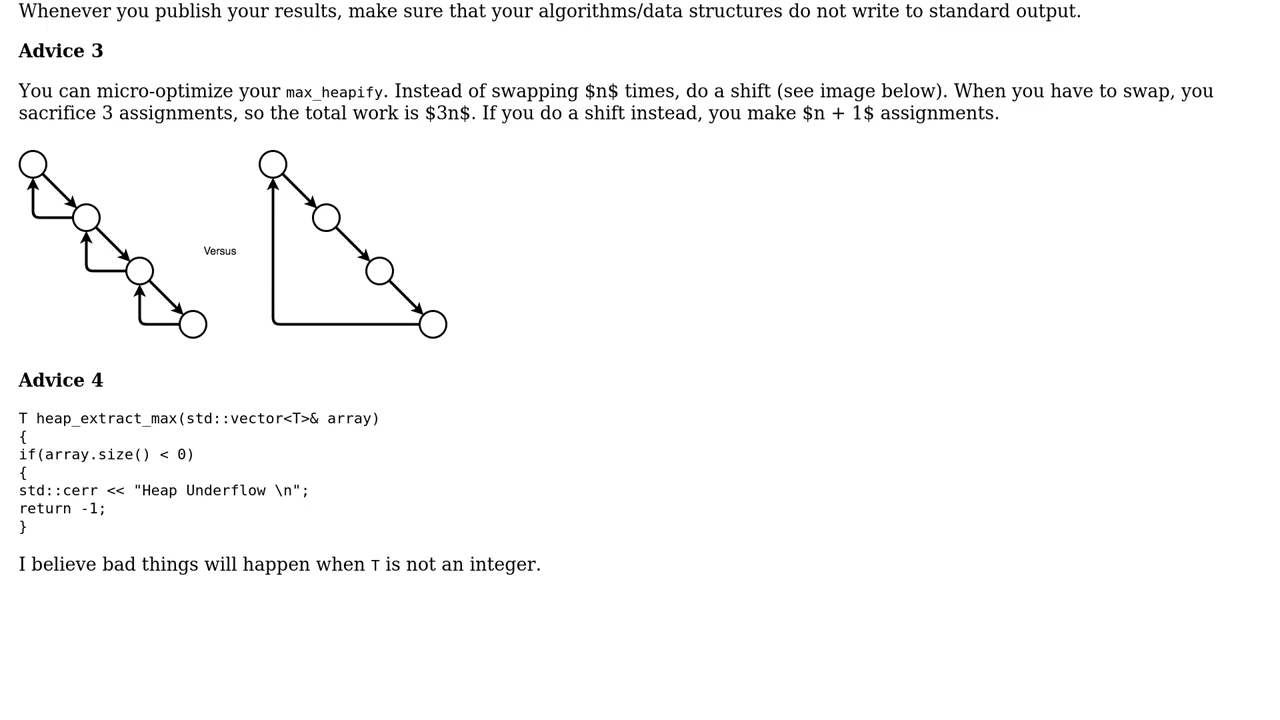 Whenever you publish your results, make sure that your algorithms/data structures do not write to standard output.
Advice 3
You can micro-optimize your max_heapify. Instead of swapping $n$ times, do a shift (see image below). When you have to swap, you
sacrifice 3 assignments, so the total work is $3n$. If you do a shift instead, you make $n + 1$ assignments.
Versus
Advice 4
T heap_extract_max(std::vector<T>& array)
{
if(array.size() < 0)
{
std::cerr << "Heap Underflow \n";
return -1;
}
I believe bad things will happen when T is not an integer.